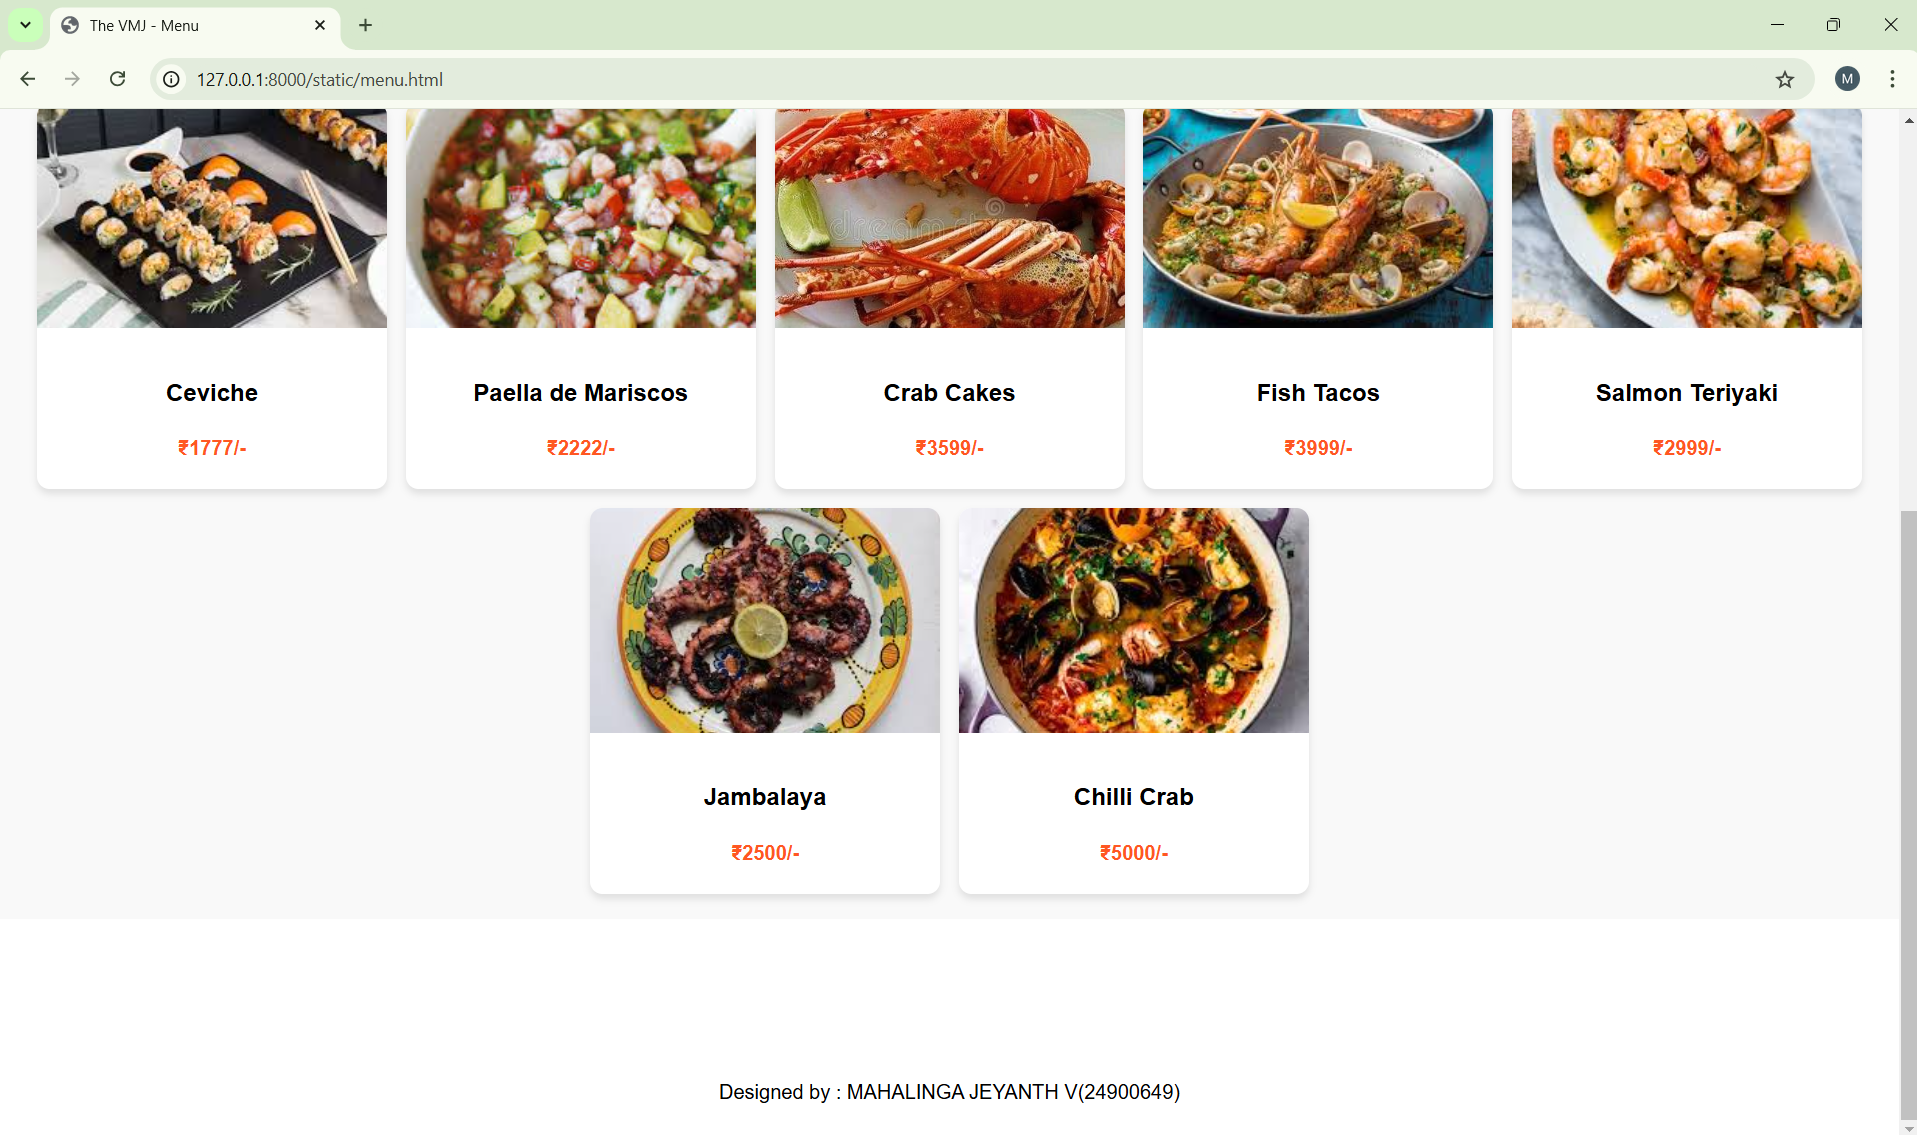 The VMJ - Menu
127.0.0.1:8000/static/menu.html
M
dreamstime
Ceviche
₹1777/-
Paella de Mariscos
₹2222/-
Crab Cakes
₹3599/-
Fish Tacos
₹3999/-
Salmon Teriyaki
₹2999/-
Jambalaya
₹2500/-
Chilli Crab
₹5000/-
Designed by : MAHALINGA JEYANTH V(24900649)